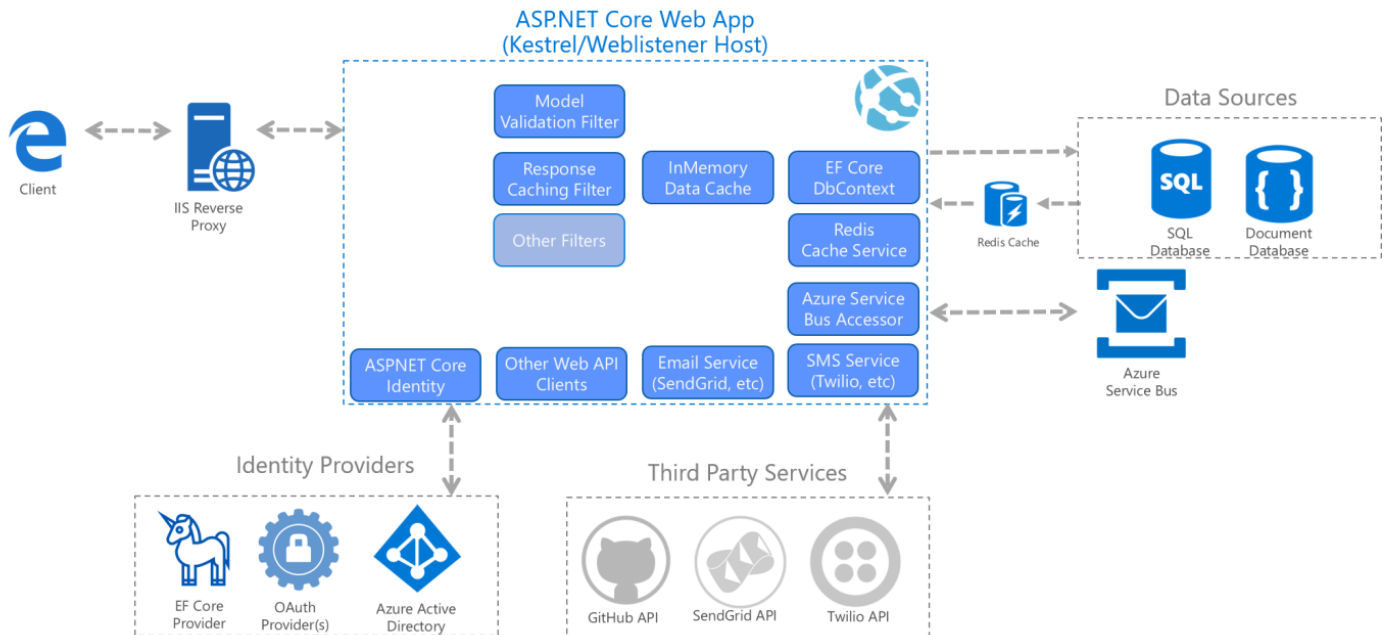 ASP.NET Core Web App
(Kestrel/Weblistener Host)
Client
IIS Reverse
Proxy
Model
Validation Filter
Response
Caching Filter
Other Filters
InMemory
Data Cache
EF Core
DbContext
Redis
Cache Service
Azure Service
Bus Accessor
ASPNET Core
Identity
Other Web API
Clients
Email Service
(SendGrid, etc)
SMS Service
(Twilio, etc)
Redis Cache
Data Sources
SQL
SQL
Database
{ }
Document
Database
Azure
Service Bus
Identity Providers
EF Core
Provider
OAuth
Provider(s)
Azure Active
Directory
Third Party Services
GitHub API
SendGrid API
Twilio API